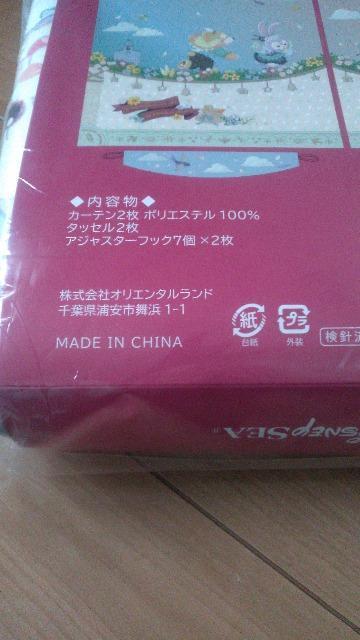 ◆内容物◆
カーテン2枚 ポリエステル 100%
タッセル2枚
アジャスターフック7個 ×2枚
株式会社オリエンタルランド
千葉県浦安市舞浜 1-1
MADE IN CHINA
紙
台紙
プラ
外装
検針済
DISNEY SEA®